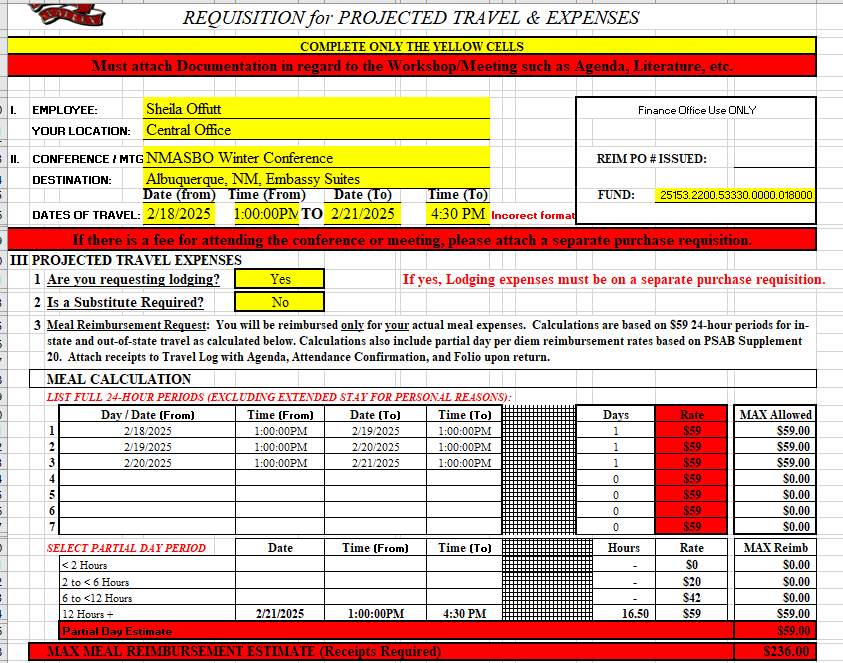 REQUISITION for PROJECTED TRAVEL & EXPENSES
COMPLETE ONLY THE YELLOW CELLS
Must attach Documentation in regard to the Workshop/Meeting such as Agenda, Literature, etc.
I. EMPLOYEE: Sheila Offutt
Finance Office Use ONLY
YOUR LOCATION: Central Office
II. CONFERENCE / MTG NMASBO Winter Conference
REIM PO # ISSUED:
DESTINATION: Albuquerque, NM, Embassy Suites
Date (from) Time (From) Date (To) Time (To)
FUND: 25153.2200.53330.0000.018000
DATES OF TRAVEL: 2/18/2025 1:00:00PM TO 2/21/2025 4:30 PM Incorect format
If there is a fee for attending the conference or meeting, please attach a separate purchase requisition.
III PROJECTED TRAVEL EXPENSES
1 Are you requesting lodging? Yes If yes, Lodging expenses must be on a separate purchase requisition.
2 Is a Substitute Required? No
3 Meal Reimbursement Request: You will be reimbursed only for your actual meal expenses. Calculations are based on $59 24-hour periods for in-
state and out-of-state travel as calculated below. Calculations also include partial day per diem reimbursement rates based on PSAB Supplement
20. Attach receipts to Travel Log with Agenda, Attendance Confirmation, and Folio upon return.
MEAL CALCULATION
LIST FULL 24-HOUR PERIODS (EXCLUDING EXTENDED STAY FOR PERSONAL REASONS):
Day / Date (From) Time (From) Date (To) Time (To) Days Rate MAX Allowed
1 2/18/2025 1:00:00PM 2/19/2025 1:00:00PM 1 $59 $59.00
2 2/19/2025 1:00:00PM 2/20/2025 1:00:00PM 1 $59 $59.00
3 2/20/2025 1:00:00PM 2/21/2025 1:00:00PM 1 $59 $59.00
4 0 $59 $0.00
5 0 $59 $0.00
6 0 $59 $0.00
7 0 $59 $0.00
SELECT PARTIAL DAY PERIOD Date Time (From) Time (To) Hours Rate MAX Reimb
< 2 Hours - $0 $0.00
2 to < 6 Hours - $20 $0.00
6 to <12 Hours - $42 $0.00
12 Hours + 2/21/2025 1:00:00PM 4:30 PM 16.50 $59 $59.00
Partial Day Estimate $59.00
MAX MEAL REIMBURSEMENT ESTIMATE (Receipts Required) $236.00